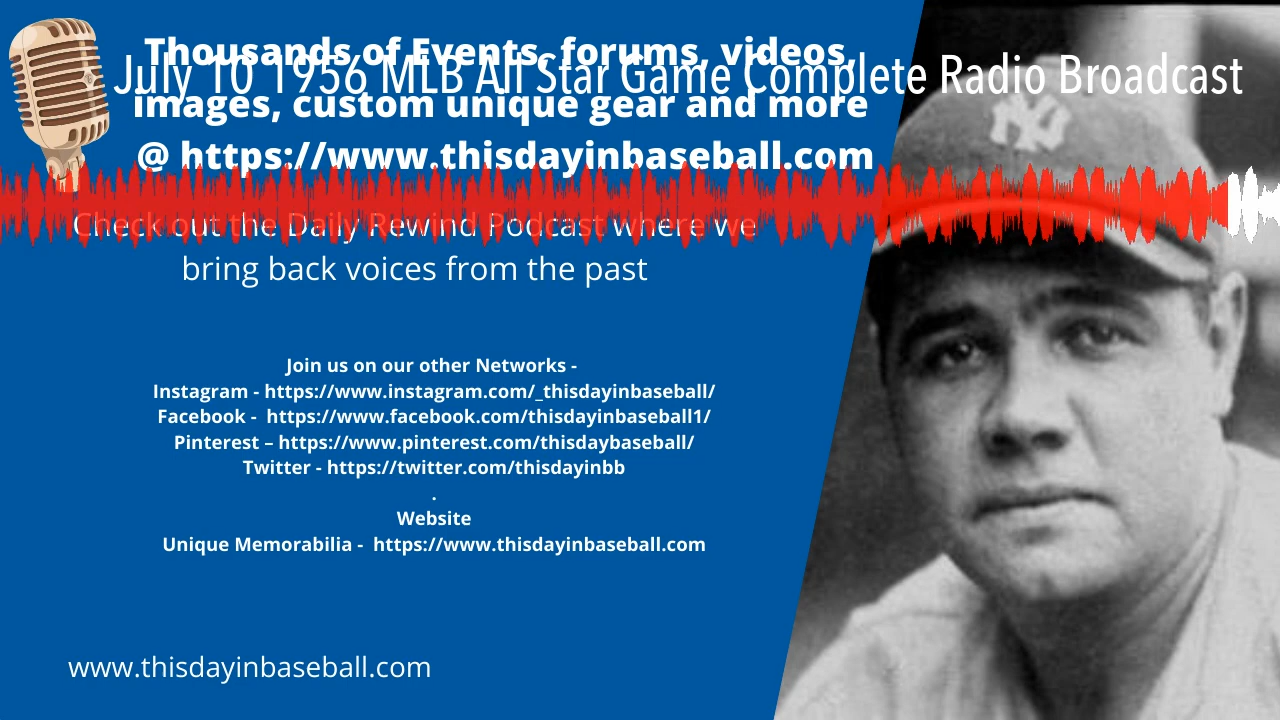 Thousands of Events, forums, videos,
July 10 1956 MLB All Star Game Complete Radio Broadcast
images, custom unique gear and more
@ https://www.thisdayinbaseball.com
Check out the Daily Rewind Podcast where we
bring back voices from the past
Join us on our other Networks -
Instagram - https://www.instagram.com/_thisdayinbaseball/
Facebook - https://www.facebook.com/thisdayinbaseball1/
Pinterest – https://www.pinterest.com/thisdaybaseball/
Twitter - https://twitter.com/thisdayinbb
.
Website
Unique Memorabilia - https://www.thisdayinbaseball.com
www.thisdayinbaseball.com
NY